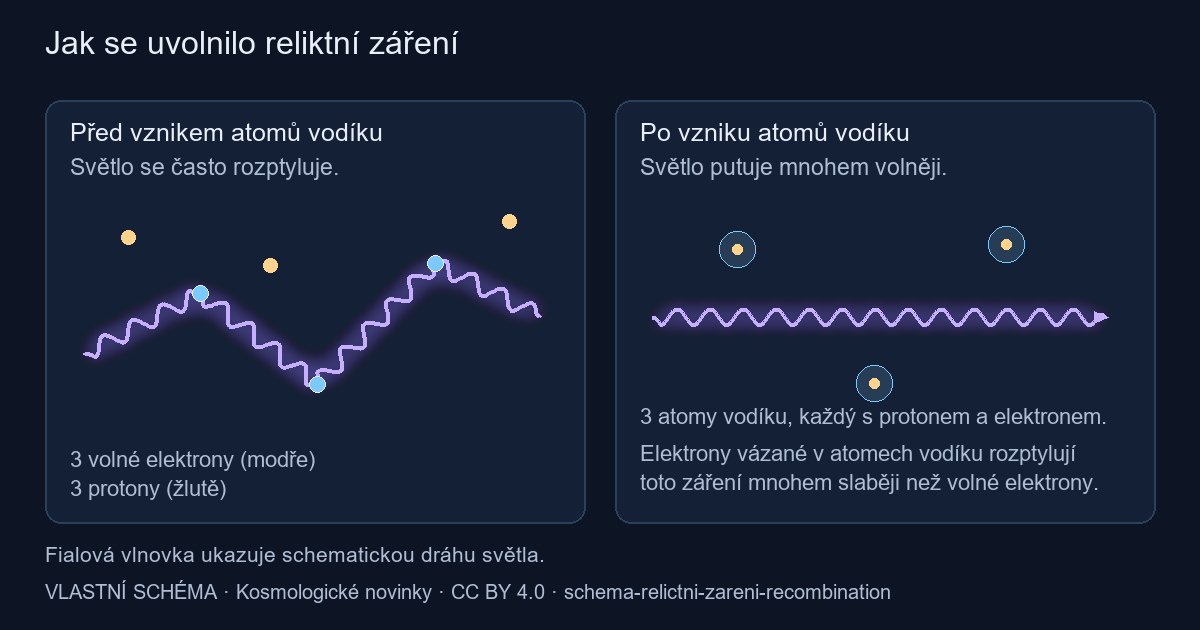 Jak se uvolnilo reliktní záření
Před vznikem atomů vodíku
Světlo se často rozptyluje.
3 volné elektrony (modře)
3 protony (žlutě)
Po vzniku atomů vodíku
Světlo putuje mnohem volněji.
3 atomy vodíku, každý s protonem a elektronem.
Elektrony vázané v atomech vodíku rozptylují
toto záření mnohem slaběji než volné elektrony.
Fialová vlnovka ukazuje schematickou dráhu světla.
VLASTNÍ SCHÉMA · Kosmologické novinky · CC BY 4.0 · schema-relictni-zareni-recombination